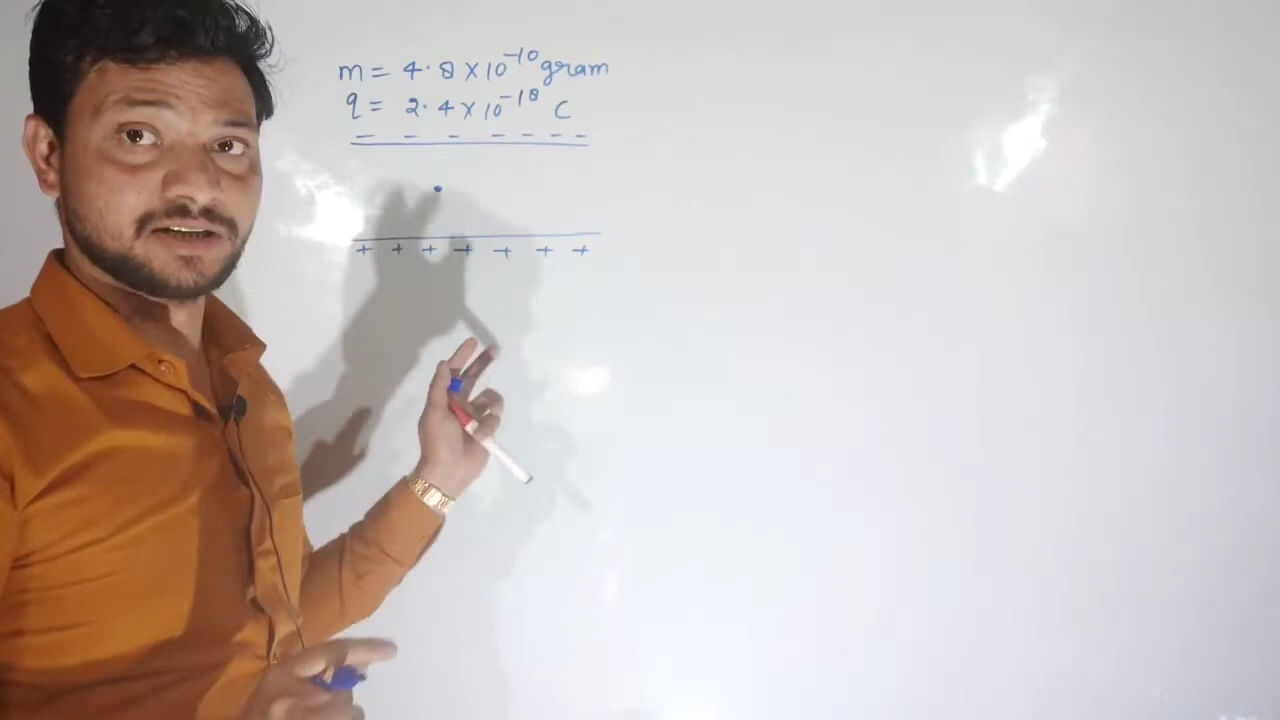 m = 4.8 × 10⁻¹⁰ gram
q = 2.4 × 10⁻¹⁸ C
− − − − − − −
+ + + + + + +